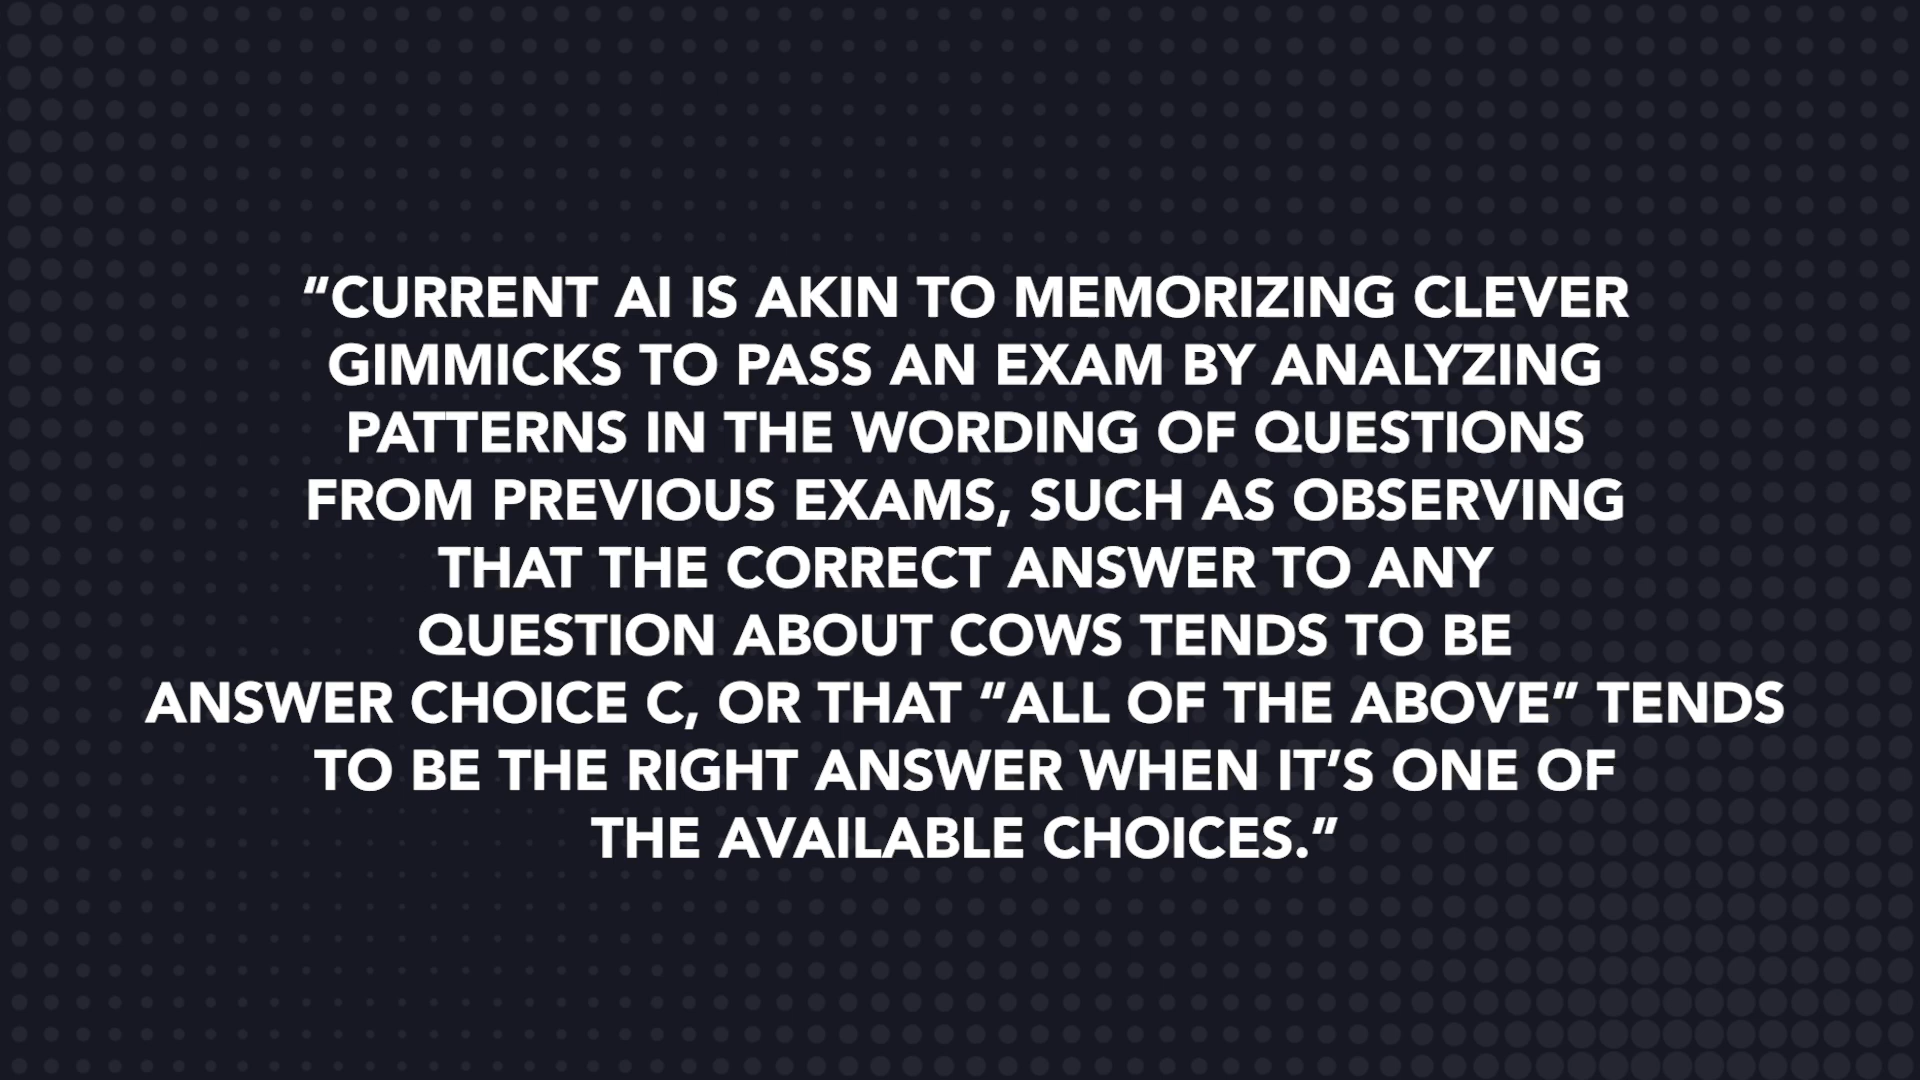 “CURRENT AI IS AKIN TO MEMORIZING CLEVER
GIMMICKS TO PASS AN EXAM BY ANALYZING
PATTERNS IN THE WORDING OF QUESTIONS
FROM PREVIOUS EXAMS, SUCH AS OBSERVING
THAT THE CORRECT ANSWER TO ANY
QUESTION ABOUT COWS TENDS TO BE
ANSWER CHOICE C, OR THAT “ALL OF THE ABOVE” TENDS
TO BE THE RIGHT ANSWER WHEN IT’S ONE OF
THE AVAILABLE CHOICES.”